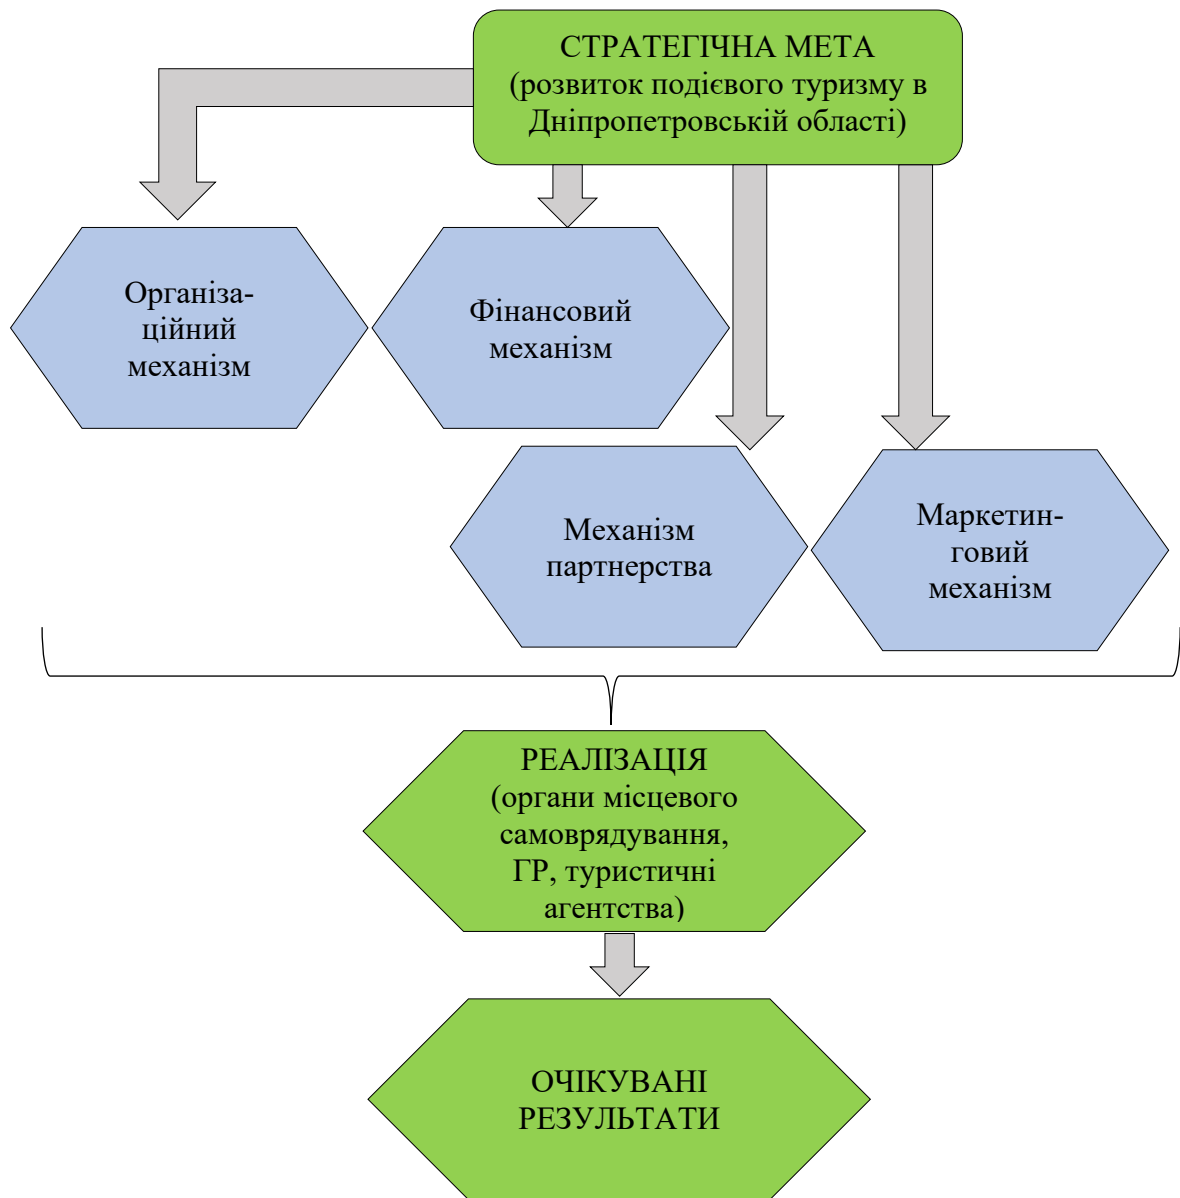 СТРАТЕГІЧНА МЕТА
(розвиток подієвого туризму в
Дніпропетровській області)
Організа-
ційний
механізм
Фінансовий
механізм
Механізм
партнерства
Маркетин-
говий
механізм
РЕАЛІЗАЦІЯ
(органи місцевого
самоврядування,
ГР, туристичні
агентства)
ОЧІКУВАНІ
РЕЗУЛЬТАТИ